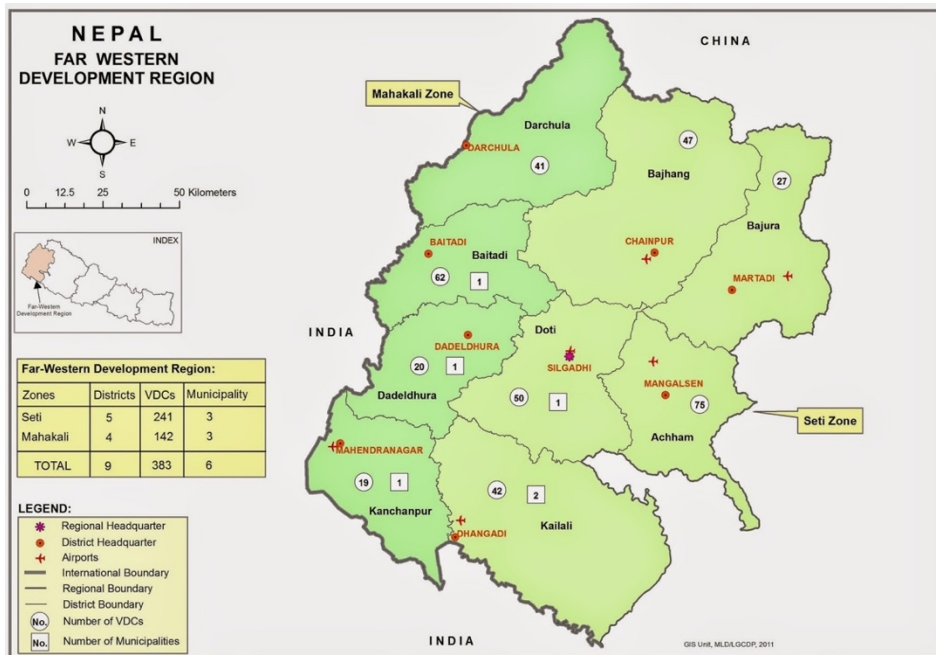 NEPAL
FAR WESTERN
DEVELOPMENT REGION
N
W E
S
0 12.5 25 50 Kilometers
INDEX
Far-Western
Development Region
Far-Western Development Region:
Zones Districts VDCs Municipality
Seti 5 241 3
Mahakali 4 142 3
TOTAL 9 383 6
LEGEND:
Regional Headquarter
District Headquarter
Airports
International Boundary
Regional Boundary
District Boundary
No. Number of VDCs
No. Number of Municipalities
CHINA
Mahakali Zone
Darchula
DARCHULA
41
47
Bajhang
27
Bajura
CHAINPUR
MARTADI
BAITADI
Baitadi
62 1
INDIA
Doti
DADELDHURA
SILGADHI
20 1
Dadeldhura
50 1
MANGALSEN
75
Achham
Seti Zone
MAHENDRANAGAR
19 1
Kanchanpur
42 2
Kailali
DHANGADI
INDIA
GIS Unit, MLD/LGCDP, 2011